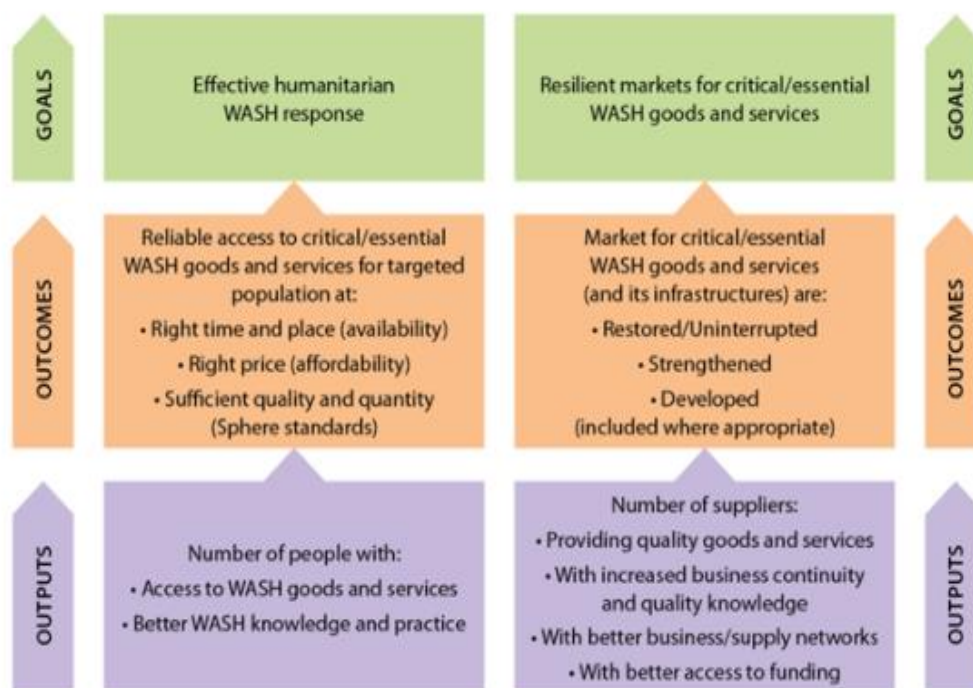 GOALS
Effective humanitarian
WASH response
Resilient markets for critical/essential
WASH goods and services
GOALS
OUTCOMES
Reliable access to critical/essential
WASH goods and services for targeted
population at:
• Right time and place (availability)
• Right price (affordability)
• Sufficient quality and quantity
(Sphere standards)
Market for critical/essential
WASH goods and services
(and its infrastructures) are:
• Restored/Uninterrupted
• Strengthened
• Developed
(included where appropriate)
OUTCOMES
OUTPUTS
Number of people with:
• Access to WASH goods and services
• Better WASH knowledge and practice
Number of suppliers:
• Providing quality goods and services
• With increased business continuity
and quality knowledge
• With better business/supply networks
• With better access to funding
OUTPUTS